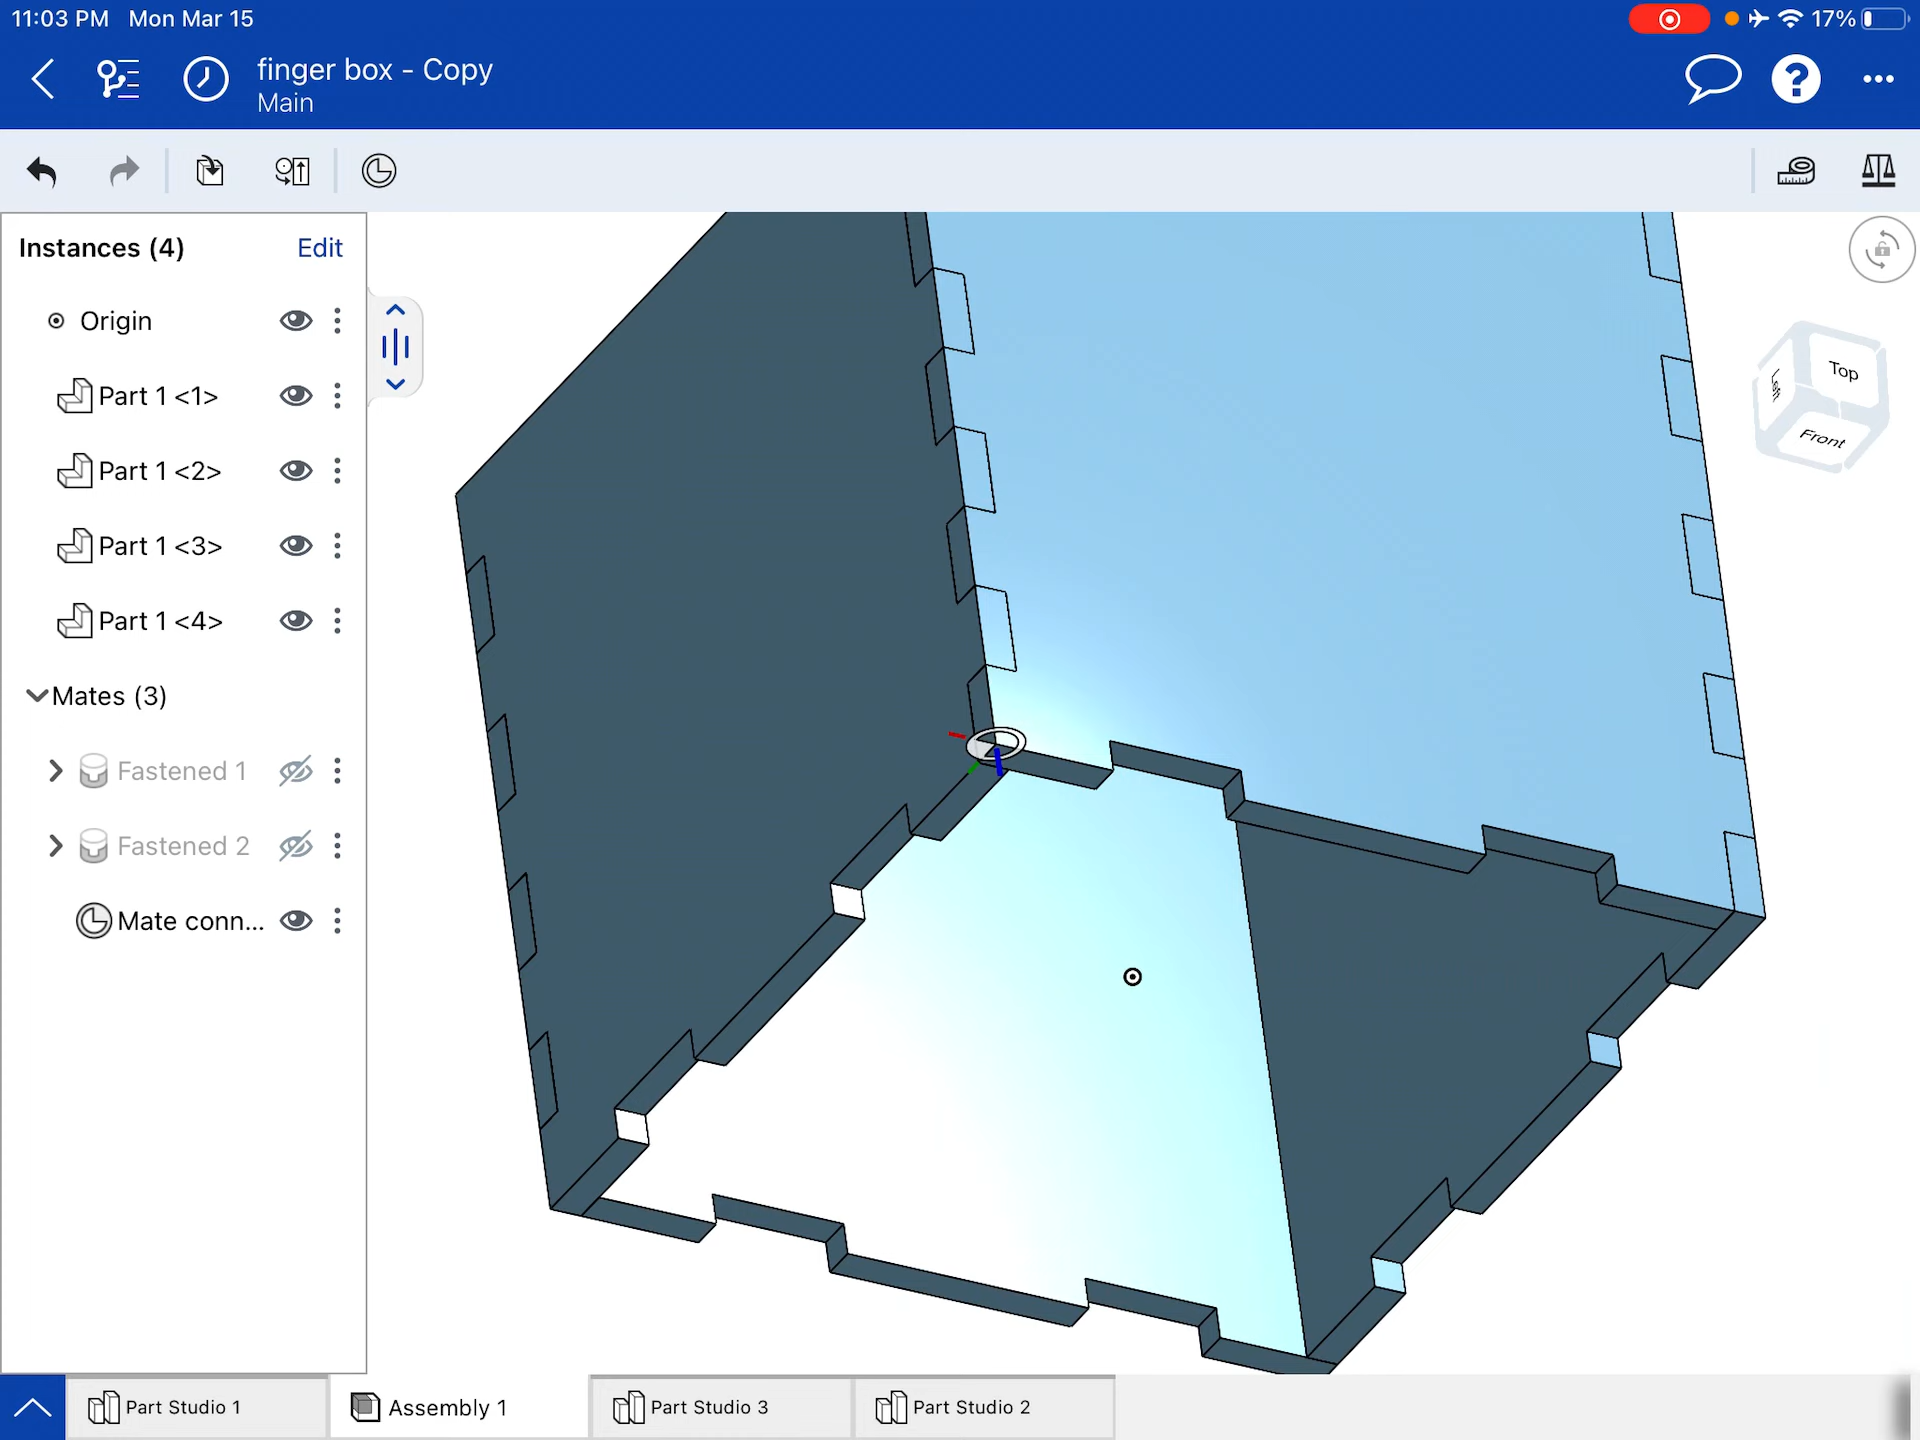 11:03 PM Mon Mar 15
17%
finger box - Copy
Main
Instances (4)
Edit
Origin
Part 1 <1>
Part 1 <2>
Part 1 <3>
Part 1 <4>
Mates (3)
Fastened 1
Fastened 2
Mate conn...
Top
Left
Front
Part Studio 1
Assembly 1
Part Studio 3
Part Studio 2